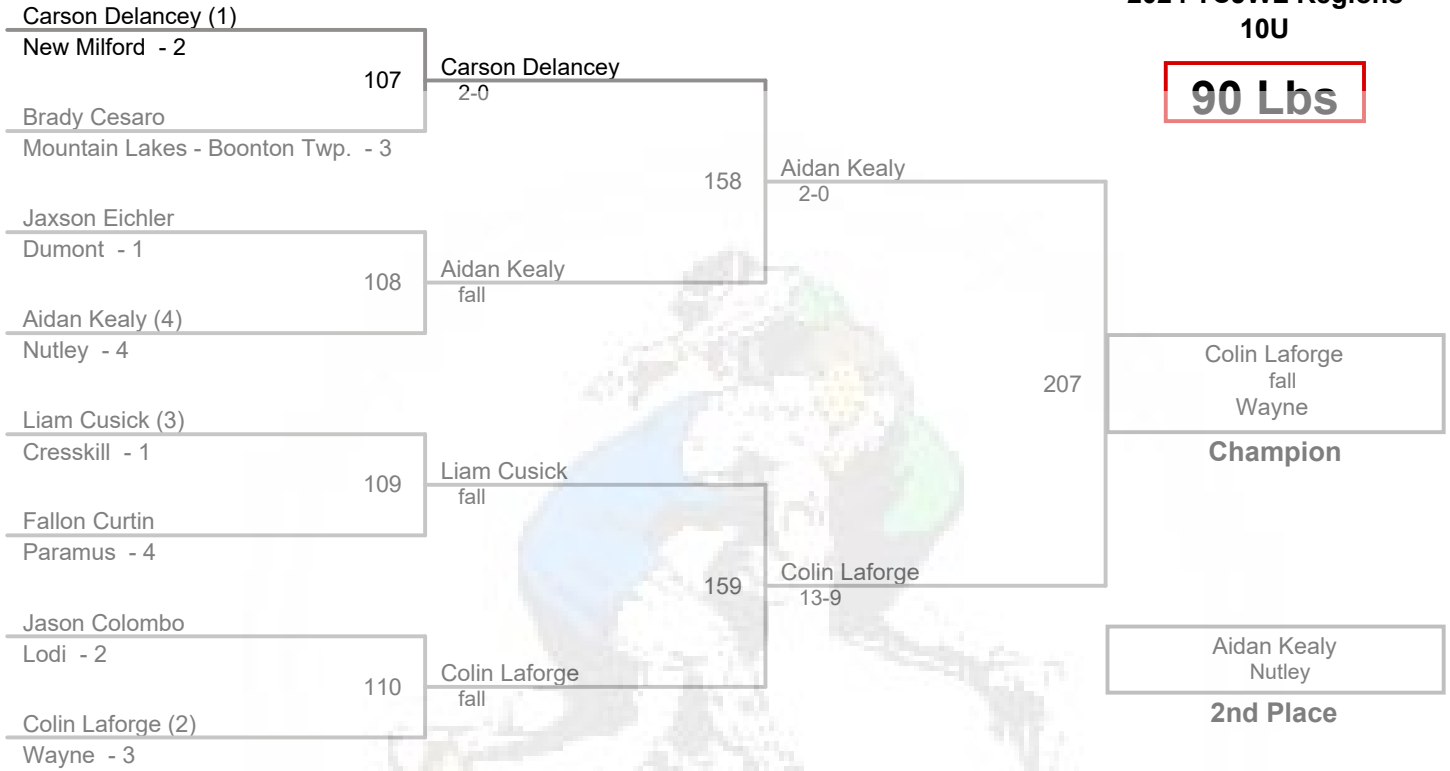 2024 TCJWL Regions
10U
90 Lbs
Carson Delancey (1)
New Milford - 2
107
Brady Cesaro
Mountain Lakes - Boonton Twp. - 3
Jaxson Eichler
Dumont - 1
108
Aidan Kealy (4)
Nutley - 4
Liam Cusick (3)
Cresskill - 1
109
Fallon Curtin
Paramus - 4
Jason Colombo
Lodi - 2
110
Colin Laforge (2)
Wayne - 3
Carson Delancey
2-0
158
Aidan Kealy
fall
Liam Cusick
fall
159
Colin Laforge
fall
Aidan Kealy
2-0
207
Colin Laforge
13-9
Colin Laforge
fall
Wayne
Champion
Aidan Kealy
Nutley
2nd Place